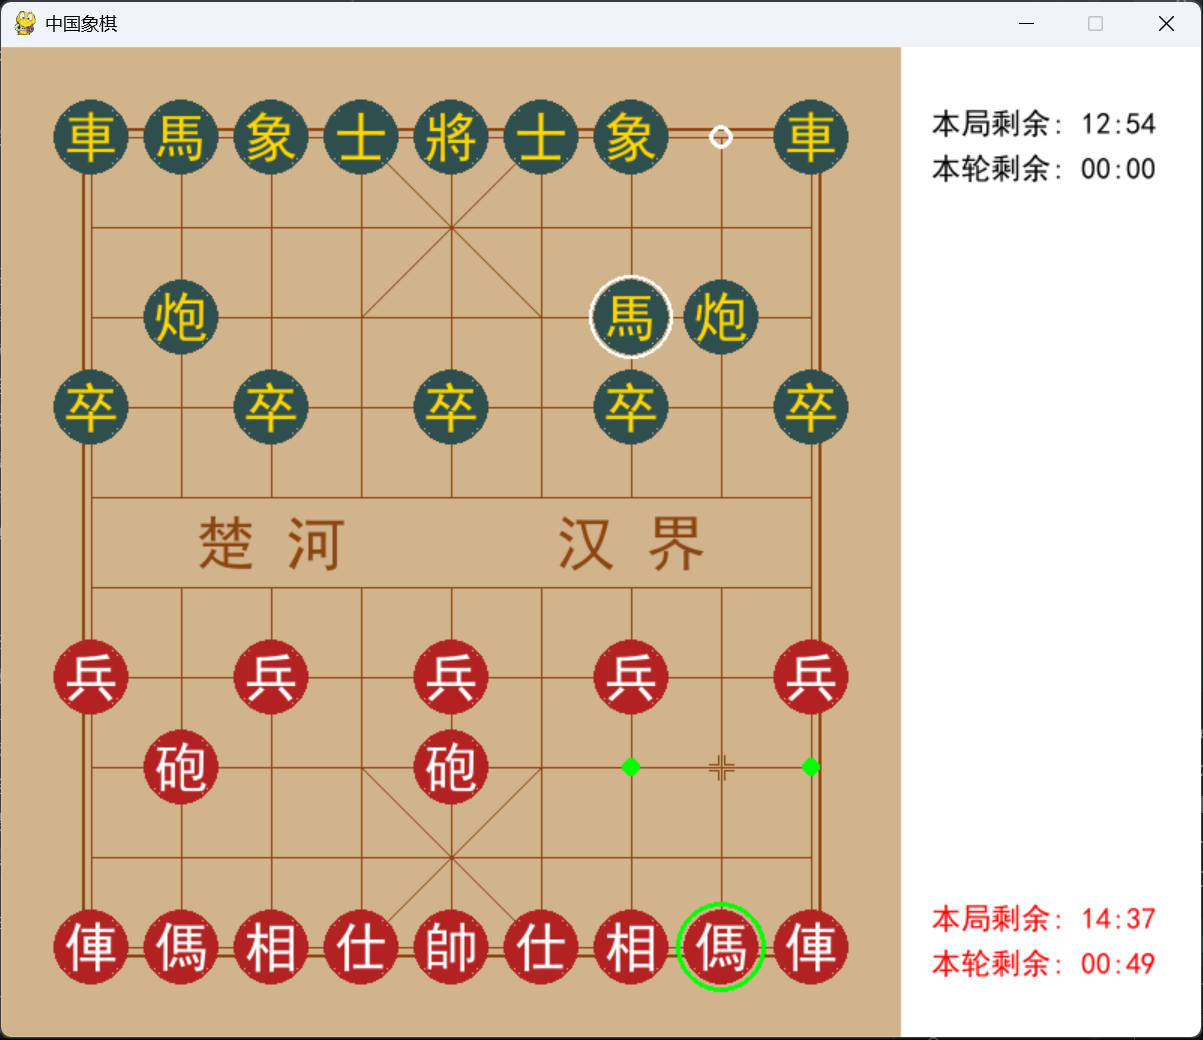 中国象棋
本局剩余: 12:54
本轮剩余: 00:00
車 馬 象 士 將 士 象 車
炮 馬 炮
卒 卒 卒 卒 卒
楚 河 汉 界
兵 兵 兵 兵 兵
砲 砲
俥 傌 相 仕 帥 仕 相 傌 俥
本局剩余: 14:37
本轮剩余: 00:49